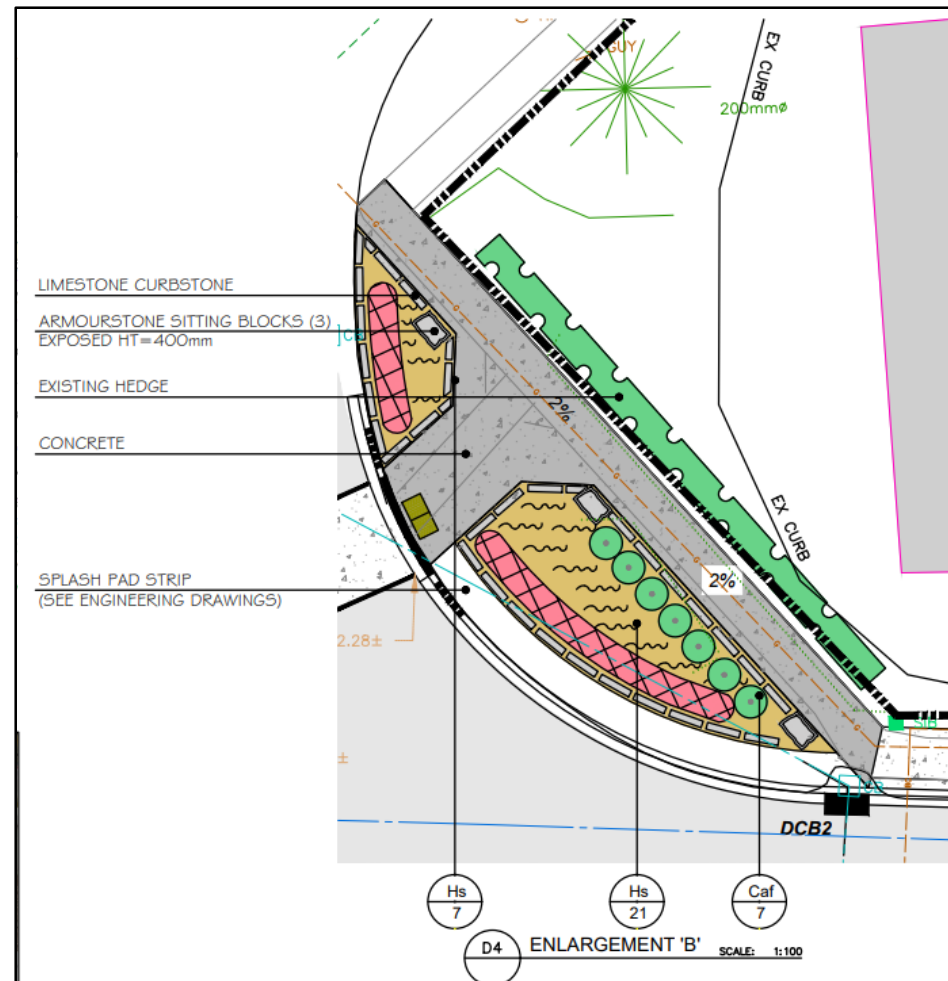 GUY
EX CURB
200mmø
LIMESTONE CURBSTONE
ARMOURSTONE SITTING BLOCKS (3)
EXPOSED HT=400mm
EXISTING HEDGE
2%
CONCRETE
EX CURB
2%
SPLASH PAD STRIP
(SEE ENGINEERING DRAWINGS)
2.28±
SIB
±
CB
DCB2
Hs
7
Hs
21
Caf
7
D4
ENLARGEMENT 'B' SCALE: 1:100